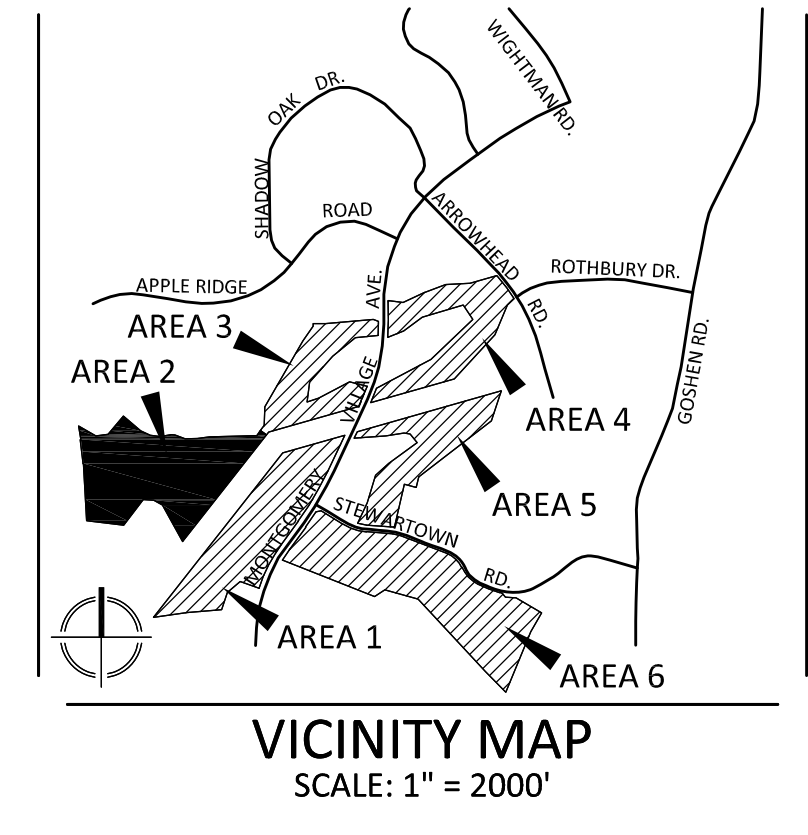 WIGHTMAN RD.
SHADOW OAK DR.
ARROWHEAD RD.
APPLE RIDGE ROAD
ROTHBURY DR.
GOSHEN RD.
MONTGOMERY VILLAGE AVE.
AREA 3
AREA 2
AREA 4
AREA 5
STEWARTOWN RD.
AREA 1
AREA 6
VICINITY MAP
SCALE: 1" = 2000'